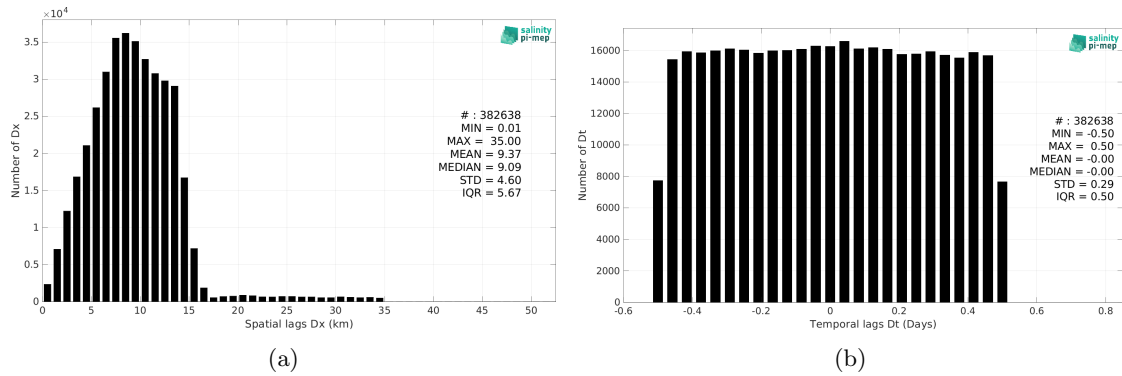 ×10⁴
3.5
3
2.5
2
1.5
1
0.5
0
Number of Dx
salinity
pi-mep
# : 382638
MIN = 0.01
MAX = 35.00
MEAN = 9.37
MEDIAN = 9.09
STD = 4.60
IQR = 5.67
0 5 10 15 20 25 30 35 40 45 50
Spatial lags Dx (km)
(a)
16000
14000
12000
10000
8000
6000
4000
2000
0
Number of Dt
salinity
pi-mep
# : 382638
MIN = -0.50
MAX = 0.50
MEAN = -0.00
MEDIAN = -0.00
STD = 0.29
IQR = 0.50
-0.6 -0.4 -0.2 0 0.2 0.4 0.6 0.8
Temporal lags Dt (Days)
(b)